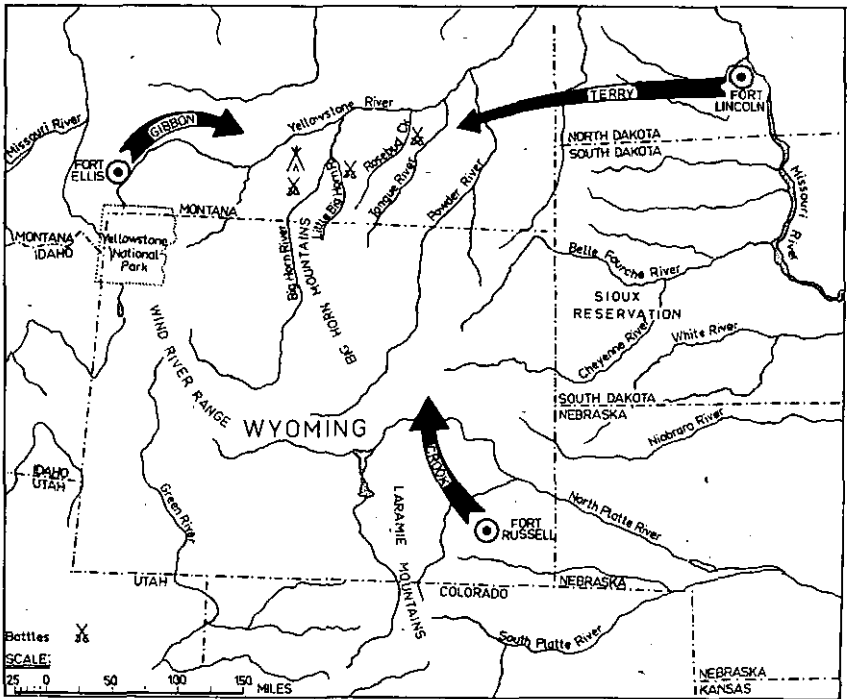 Missouri River
FORT
ELLIS
GIBBON
Yellowstone
River
TERRY
FORT
LINCOLN
NORTH DAKOTA
SOUTH DAKOTA
Missouri River
Big Horn River
Little Big Horn
Rosebud Cr.
Tongue River
Powder River
MONTANA
MONTANA
IDAHO
Yellowstone
National
Park
BIG HORN MOUNTAINS
BIG HORN MOUNTAINS
Belle Fourche River
SIOUX
RESERVATION
Cheyenne River
White River
WIND RIVER RANGE
WYOMING
SOUTH DAKOTA
NEBRASKA
Niobrara River
CROOK
IDAHO
UTAH
Green River
LARAMIE MOUNTAINS
FORT
RUSSELL
North Platte River
UTAH
COLORADO
NEBRASKA
South Platte River
Battles
SCALE:
25 0 50 100 150
MILES
NEBRASKA
KANSAS